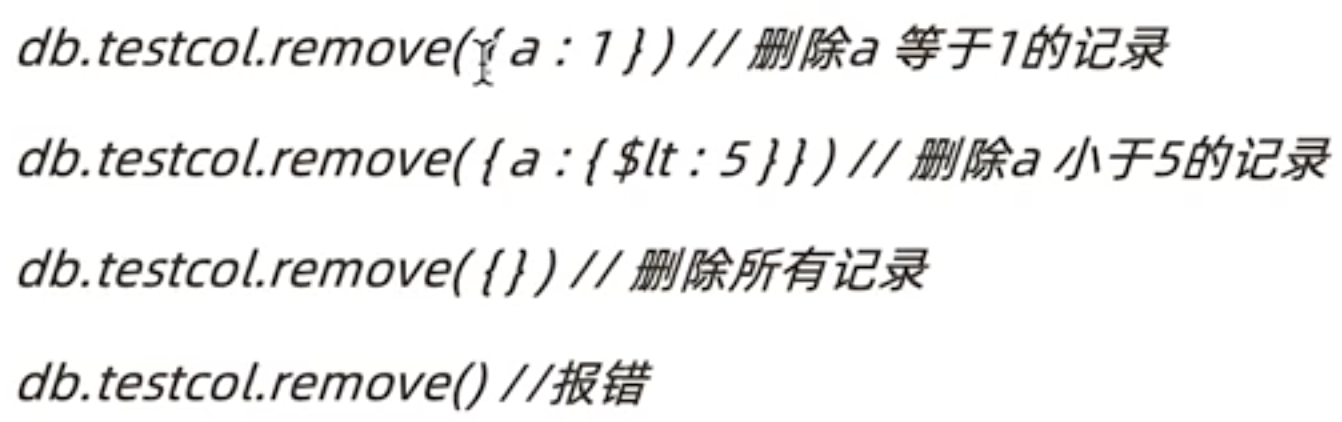 db.testcol.remove( { a : 1 } ) // 删除a 等于1的记录
db.testcol.remove( { a : { $lt : 5 } } ) // 删除a 小于5的记录
db.testcol.remove( { } ) // 删除所有记录
db.testcol.remove() //报错